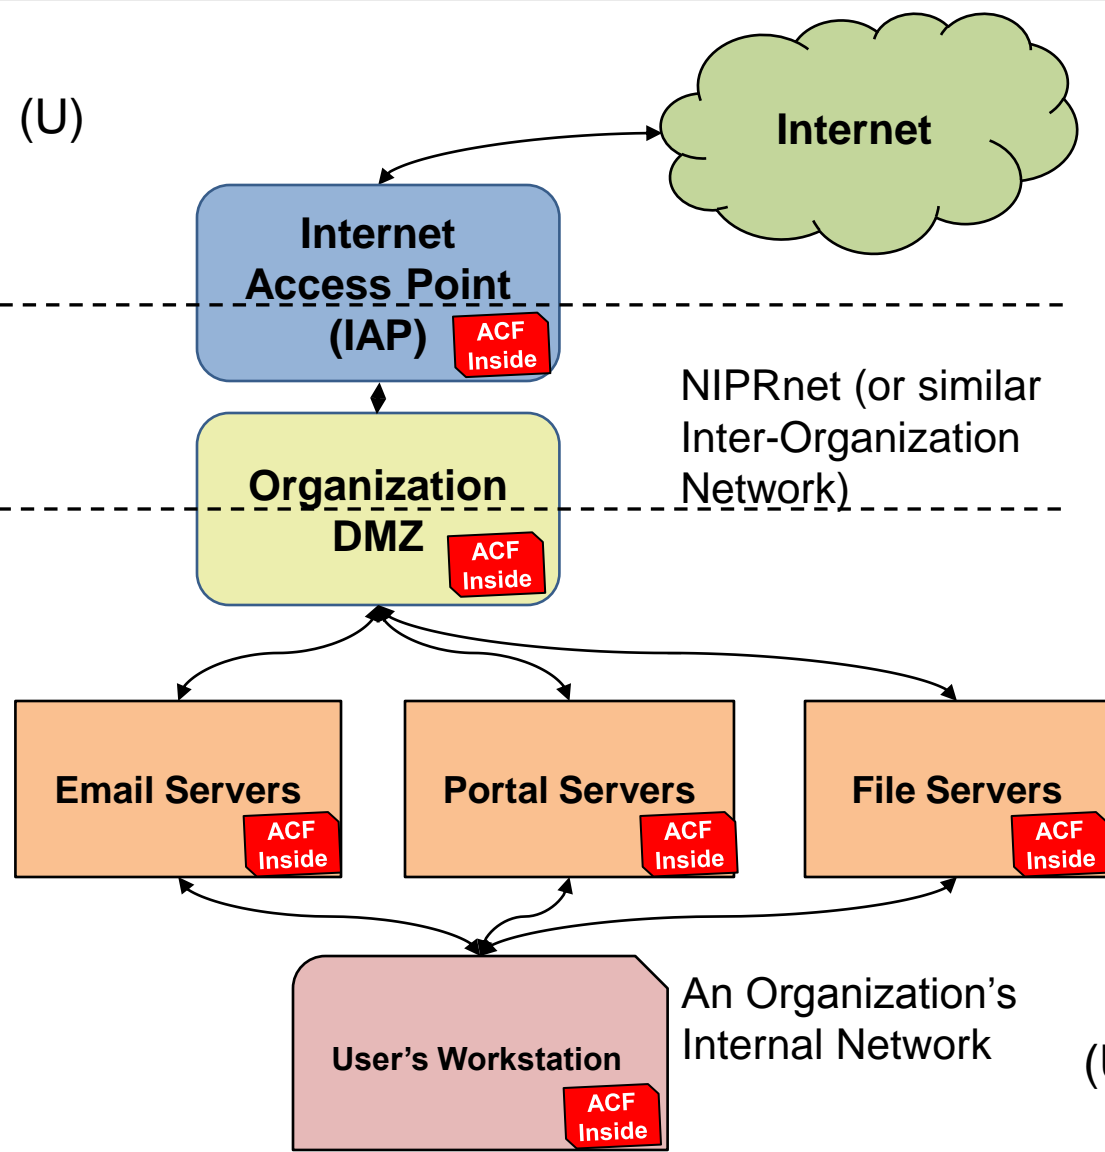 (U)
Internet
Internet
Access Point
(IAP)
ACF
Inside
NIPRnet (or similar
Inter-Organization
Network)
Organization
DMZ
ACF
Inside
Email Servers
ACF
Inside
Portal Servers
ACF
Inside
File Servers
ACF
Inside
User’s Workstation
ACF
Inside
An Organization’s
Internal Network